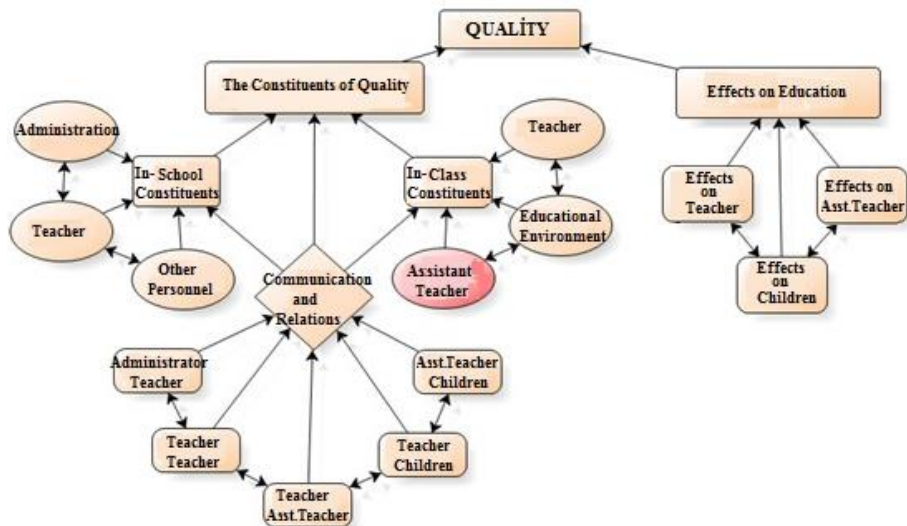 QUALİTY
The Constituents of Quality
Effects on Education
Administration
Teacher
In- School
Constituents
Teacher
Other
Personnel
In-Class
Constituents
Teacher
Educational
Environment
Assistant
Teacher
Communication
and
Relations
Effects
on
Teacher
Effects on
Asst.Teacher
Effects
on
Children
Administrator
Teacher
Teacher
Teacher
Teacher
Asst.Teacher
Teacher
Children
Asst.Teacher
Children